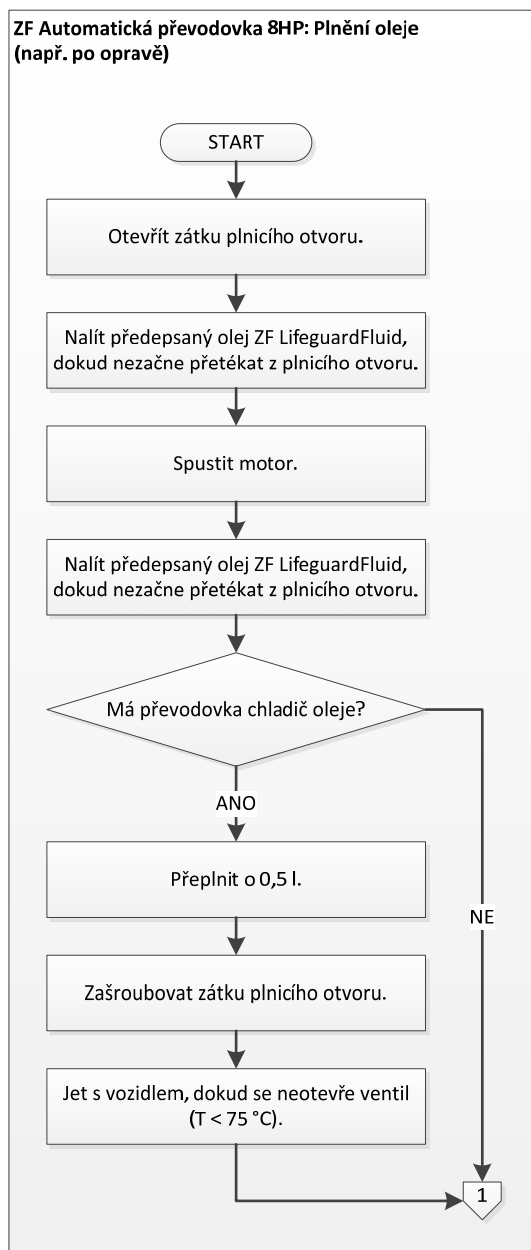 ZF Automatická převodovka 8HP: Plnění oleje
(např. po opravě)
START
Otevřít zátku plnicího otvoru.
Nalít předepsaný olej ZF LifeguardFluid,
dokud nezačne přetékat z plnicího otvoru.
Spustit motor.
Nalít předepsaný olej ZF LifeguardFluid,
dokud nezačne přetékat z plnicího otvoru.
Má převodovka chladič oleje?
ANO
Přeplnit o 0,5 l.
NE
Zašroubovat zátku plnicího otvoru.
Jet s vozidlem, dokud se neotevře ventil
(T < 75 °C).
1